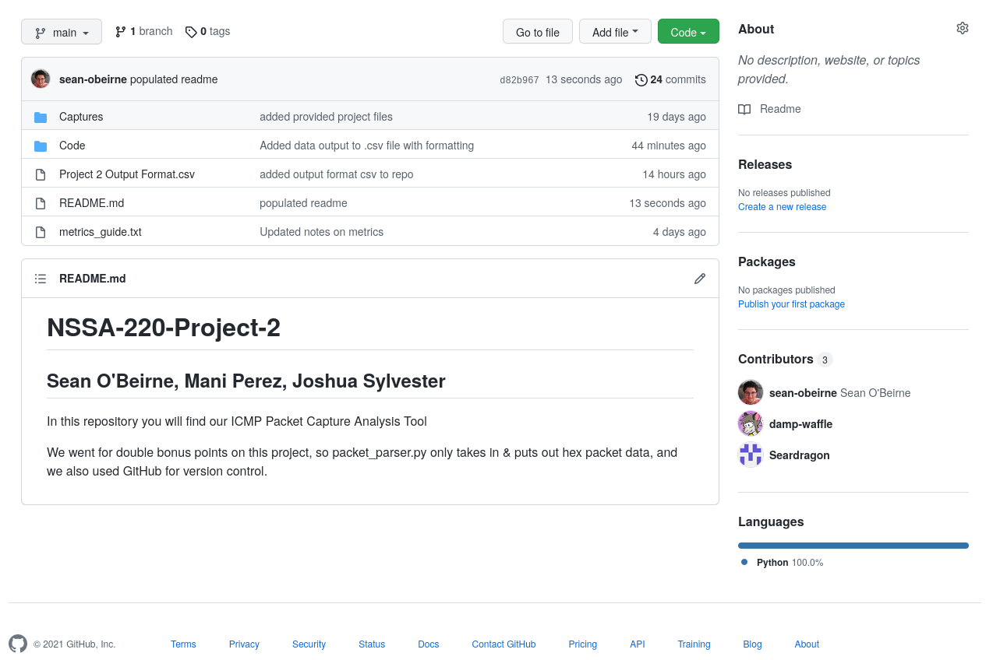 main 1 branch 0 tags Go to file Add file Code
sean-obeirne populated readme d82b967 13 seconds ago 24 commits
Captures added provided project files 19 days ago
Code Added data output to .csv file with formatting 44 minutes ago
Project 2 Output Format.csv added output format csv to repo 14 hours ago
README.md populated readme 13 seconds ago
metrics_guide.txt Updated notes on metrics 4 days ago
README.md
NSSA-220-Project-2
Sean O'Beirne, Mani Perez, Joshua Sylvester
In this repository you will find our ICMP Packet Capture Analysis Tool
We went for double bonus points on this project, so packet_parser.py only takes in & puts out hex packet data, and
we also used GitHub for version control.
About
No description, website, or topics
provided.
Readme
Releases
No releases published
Create a new release
Packages
No packages published
Publish your first package
Contributors 3
sean-obeirne Sean O'Beirne
damp-waffle
Seardragon
Languages
Python 100.0%
© 2021 GitHub, Inc. Terms Privacy Security Status Docs Contact GitHub Pricing API Training Blog About